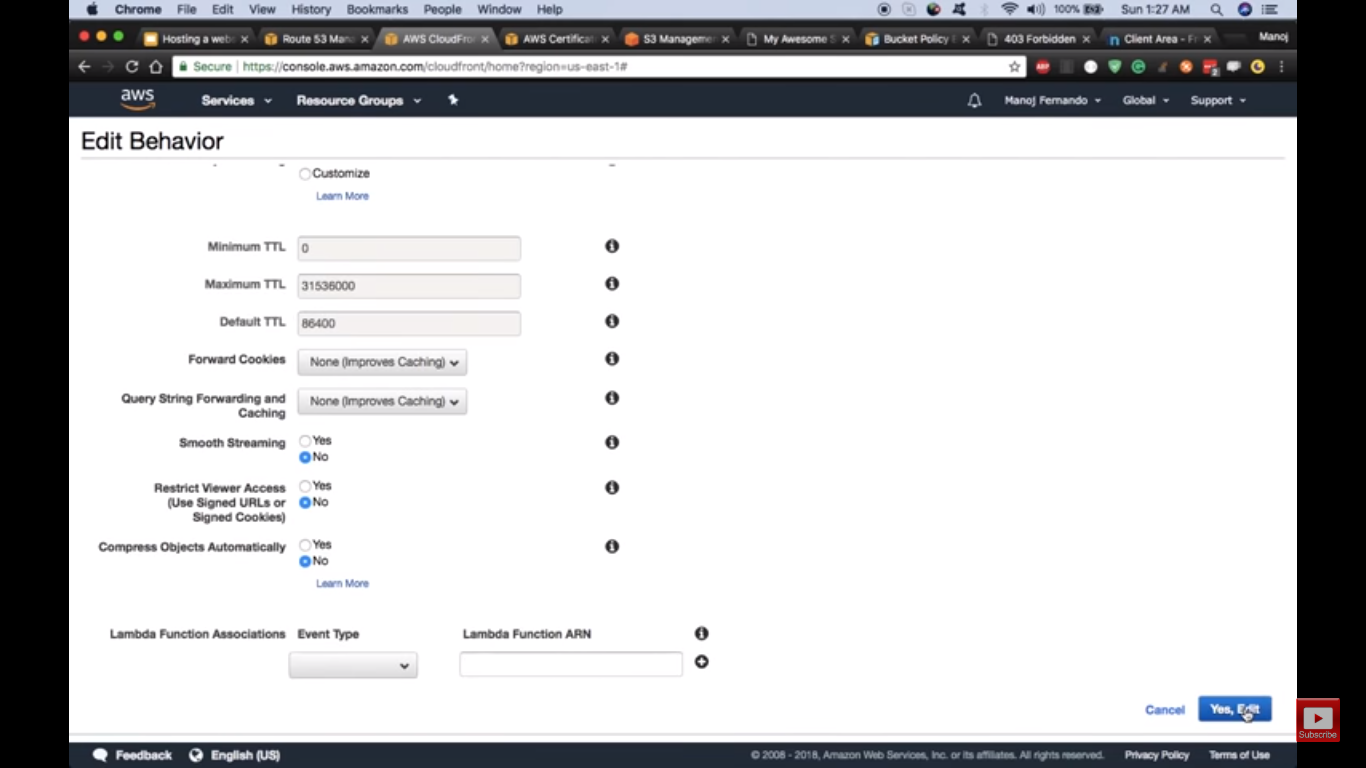 Chrome File Edit View History Bookmarks People Window Help 100% Sun 1:27 AM
Hosting a web AWS CloudFro AWS Certificat S3 Managemen My Awesome S Bucket Policy 403 Forbidden Client Area - Manoj
Secure https://console.aws.amazon.com/cloudfront/home?region=us-east-1#
aws Services Resource Groups Manoj Fernando Global Support
Edit Behavior
Customize
Learn More
Minimum TTL 0
Maximum TTL 31536000
Default TTL 86400
Forward Cookies None (Improves Caching)
Query String Forwarding and
Caching
None (Improves Caching)
Smooth Streaming Yes
No
Restrict Viewer Access
(Use Signed URLs or
Signed Cookies)
Yes
No
Compress Objects Automatically Yes
No
Learn More
Lambda Function Associations Event Type Lambda Function ARN
Cancel Yes, Edit
Subscribe
Feedback English (US) © 2008 - 2018, Amazon Web Services, Inc. or its affiliates. All rights reserved. Privacy Policy Terms of Use